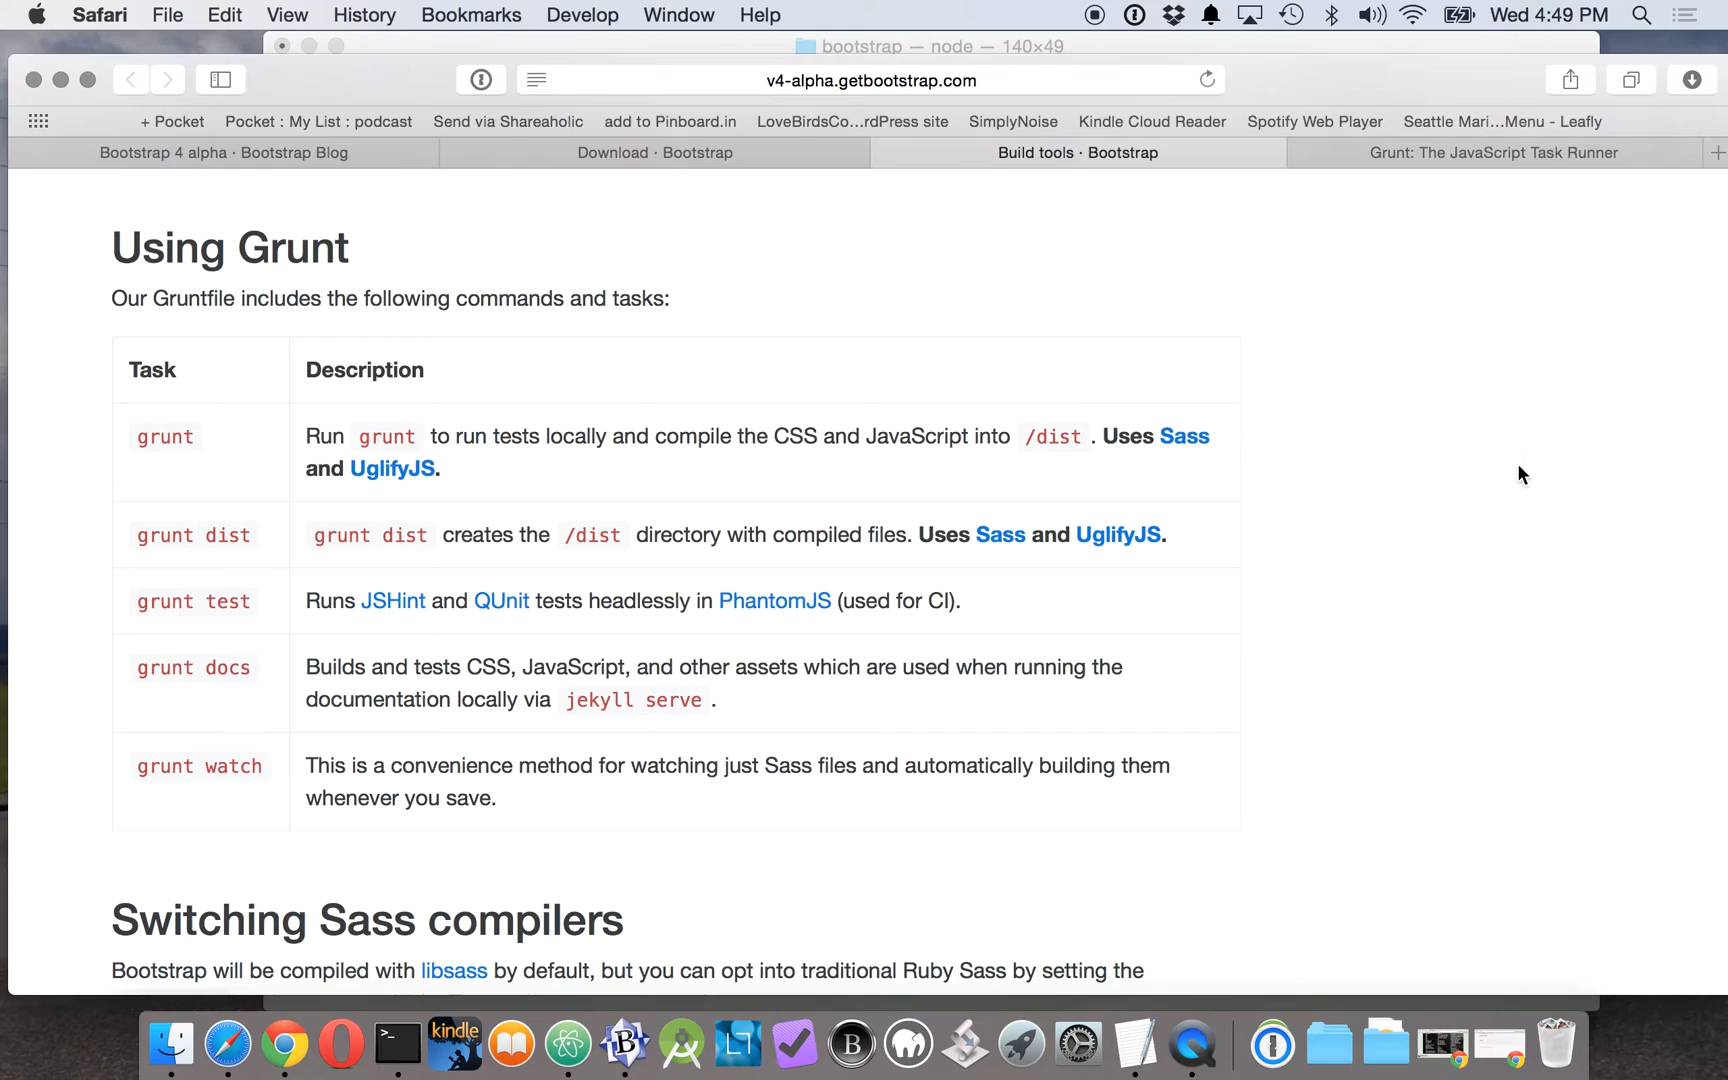 Safari File Edit View History Bookmarks Develop Window Help Wed 4:49 PM
bootstrap — node — 140×49
v4-alpha.getbootstrap.com
+ Pocket Pocket : My List : podcast Send via Shareaholic add to Pinboard.in LoveBirdsCo...rdPress site SimplyNoise Kindle Cloud Reader Spotify Web Player Seattle Mari...Menu - Leafly
Bootstrap 4 alpha · Bootstrap Blog Download · Bootstrap Build tools · Bootstrap Grunt: The JavaScript Task Runner
Using Grunt
Our Gruntfile includes the following commands and tasks:
Task Description
grunt Run grunt to run tests locally and compile the CSS and JavaScript into /dist . Uses Sass
and UglifyJS.
grunt dist grunt dist creates the /dist directory with compiled files. Uses Sass and UglifyJS.
grunt test Runs JSHint and QUnit tests headlessly in PhantomJS (used for CI).
grunt docs Builds and tests CSS, JavaScript, and other assets which are used when running the
documentation locally via jekyll serve .
grunt watch This is a convenience method for watching just Sass files and automatically building them
whenever you save.
Switching Sass compilers
Bootstrap will be compiled with libsass by default, but you can opt into traditional Ruby Sass by setting the
kindle